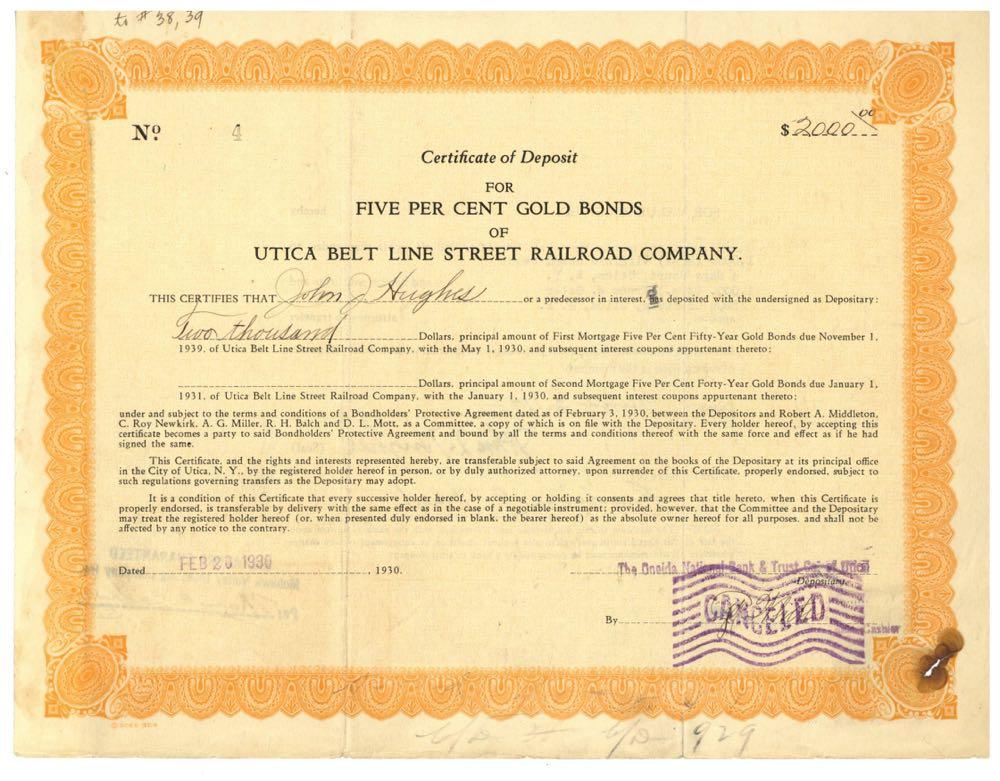 to # 38, 39
No. 4
$ 2000.00
Certificate of Deposit
FOR
FIVE PER CENT GOLD BONDS
OF
UTICA BELT LINE STREET RAILROAD COMPANY.
THIS CERTIFIES THAT John J Hughes or a predecessor in interest, has deposited with the undersigned as Depositary:
Two thousand Dollars, principal amount of First Mortgage Five Per Cent Fifty-Year Gold Bonds due November 1,
1939, of Utica Belt Line Street Railroad Company, with the May 1, 1930, and subsequent interest coupons appurtenant thereto;
Dollars, principal amount of Second Mortgage Five Per Cent Forty-Year Gold Bonds due January 1,
1931, of Utica Belt Line Street Railroad Company, with the January 1, 1930, and subsequent interest coupons appurtenant thereto;
under and subject to the terms and conditions of a Bondholders' Protective Agreement dated as of February 3, 1930, between the Depositors and Robert A. Middleton,
C. Roy Newkirk, A. G. Miller, R. H. Balch and D. L. Mott, as a Committee, a copy of which is on file with the Depositary. Every holder hereof, by accepting this
certificate becomes a party to said Bondholders' Protective Agreement and bound by all the terms and conditions thereof with the same force and effect as if he had
signed the same.
This Certificate, and the rights and interests represented hereby, are transferable subject to said Agreement on the books of the Depositary at its principal office
in the City of Utica, N. Y., by the registered holder hereof in person, or by duly authorized attorney, upon surrender of this Certificate, properly endorsed, subject to
such regulations governing transfers as the Depositary may adopt.
It is a condition of this Certificate that every successive holder hereof, by accepting or holding it consents and agrees that title hereto, when this Certificate is
properly endorsed, is transferable by delivery with the same effect as in the case of a negotiable instrument; provided, however, that the Committee and the Depositary
may treat the registered holder hereof (or, when presented duly endorsed in blank, the bearer hereof) as the absolute owner hereof for all purposes, and shall not be
affected by any notice to the contrary.
Dated FEB 26 1930, 1930.
The Oneida National Bank & Trust Co. of Utica
Depositary.
CANCELLED
By
Cashier
C/D # C/D 929